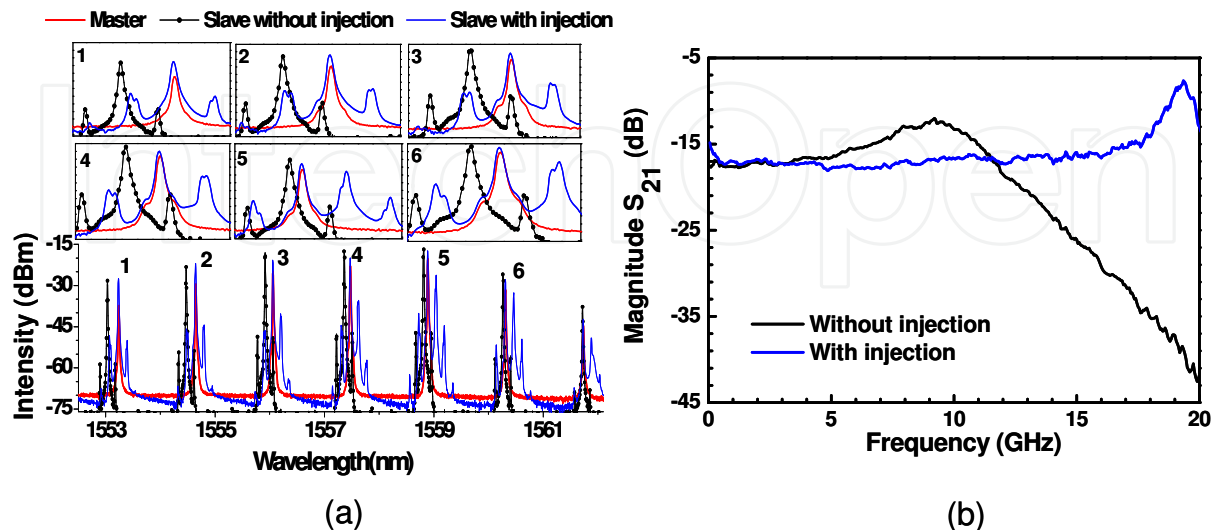 Master Slave without injection Slave with injection
1 2 3
4 5 6
-15
-30
-45
-60
-75
Intensity (dBm)
1 2 3 4 5 6
1553 1555 1557 1559 1561
Wavelength(nm)
(a)
-5
-15
-25
-35
-45
Magnitude S21 (dB)
Without injection
With injection
0 5 10 15 20
Frequency (GHz)
(b)
InTechOpen